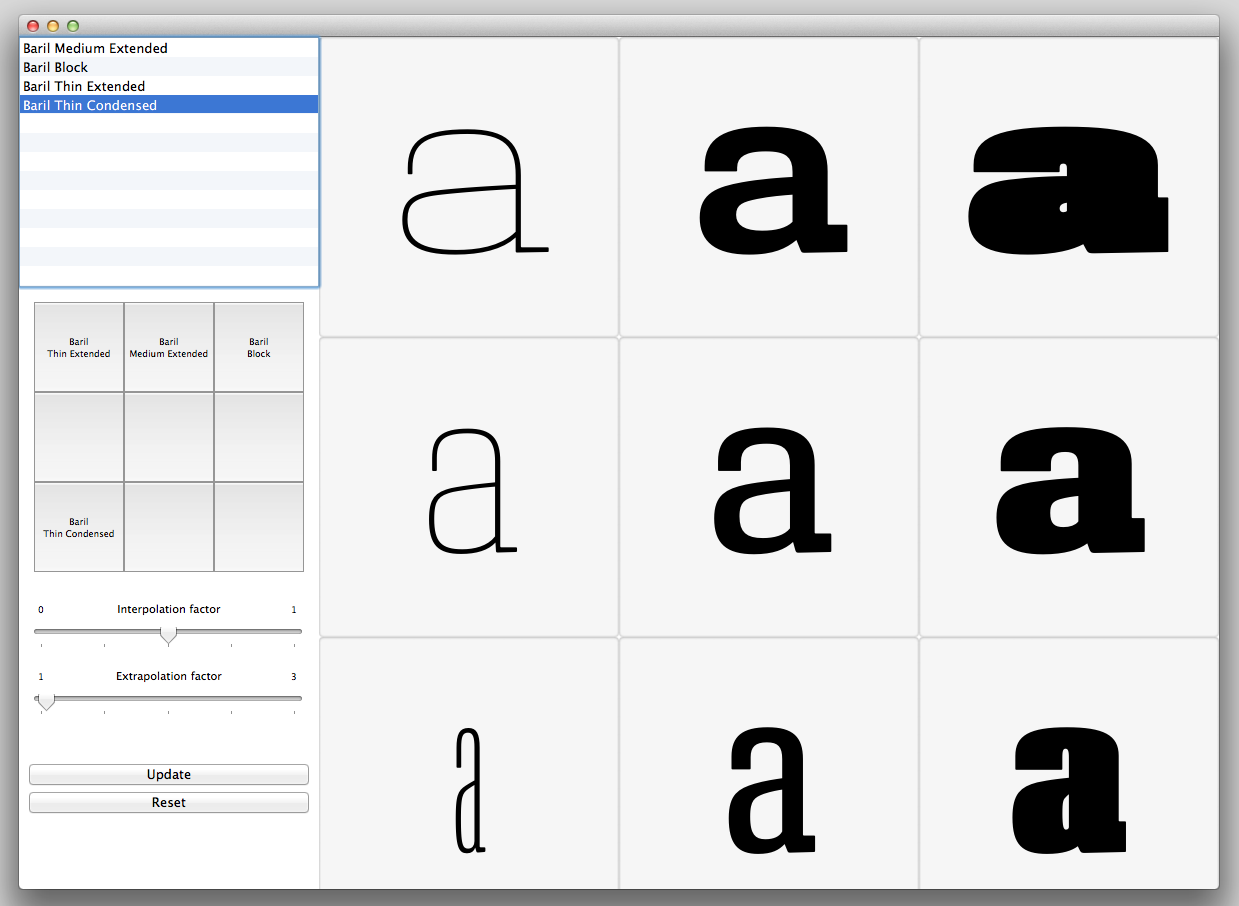 Baril Medium Extended
Baril Block
Baril Thin Extended
Baril Thin Condensed
a a a
Baril
Thin Extended
Baril
Medium Extended
Baril
Block
a a a
Baril
Thin Condensed
0 Interpolation factor 1
1 Extrapolation factor 3
a a a
Update
Reset